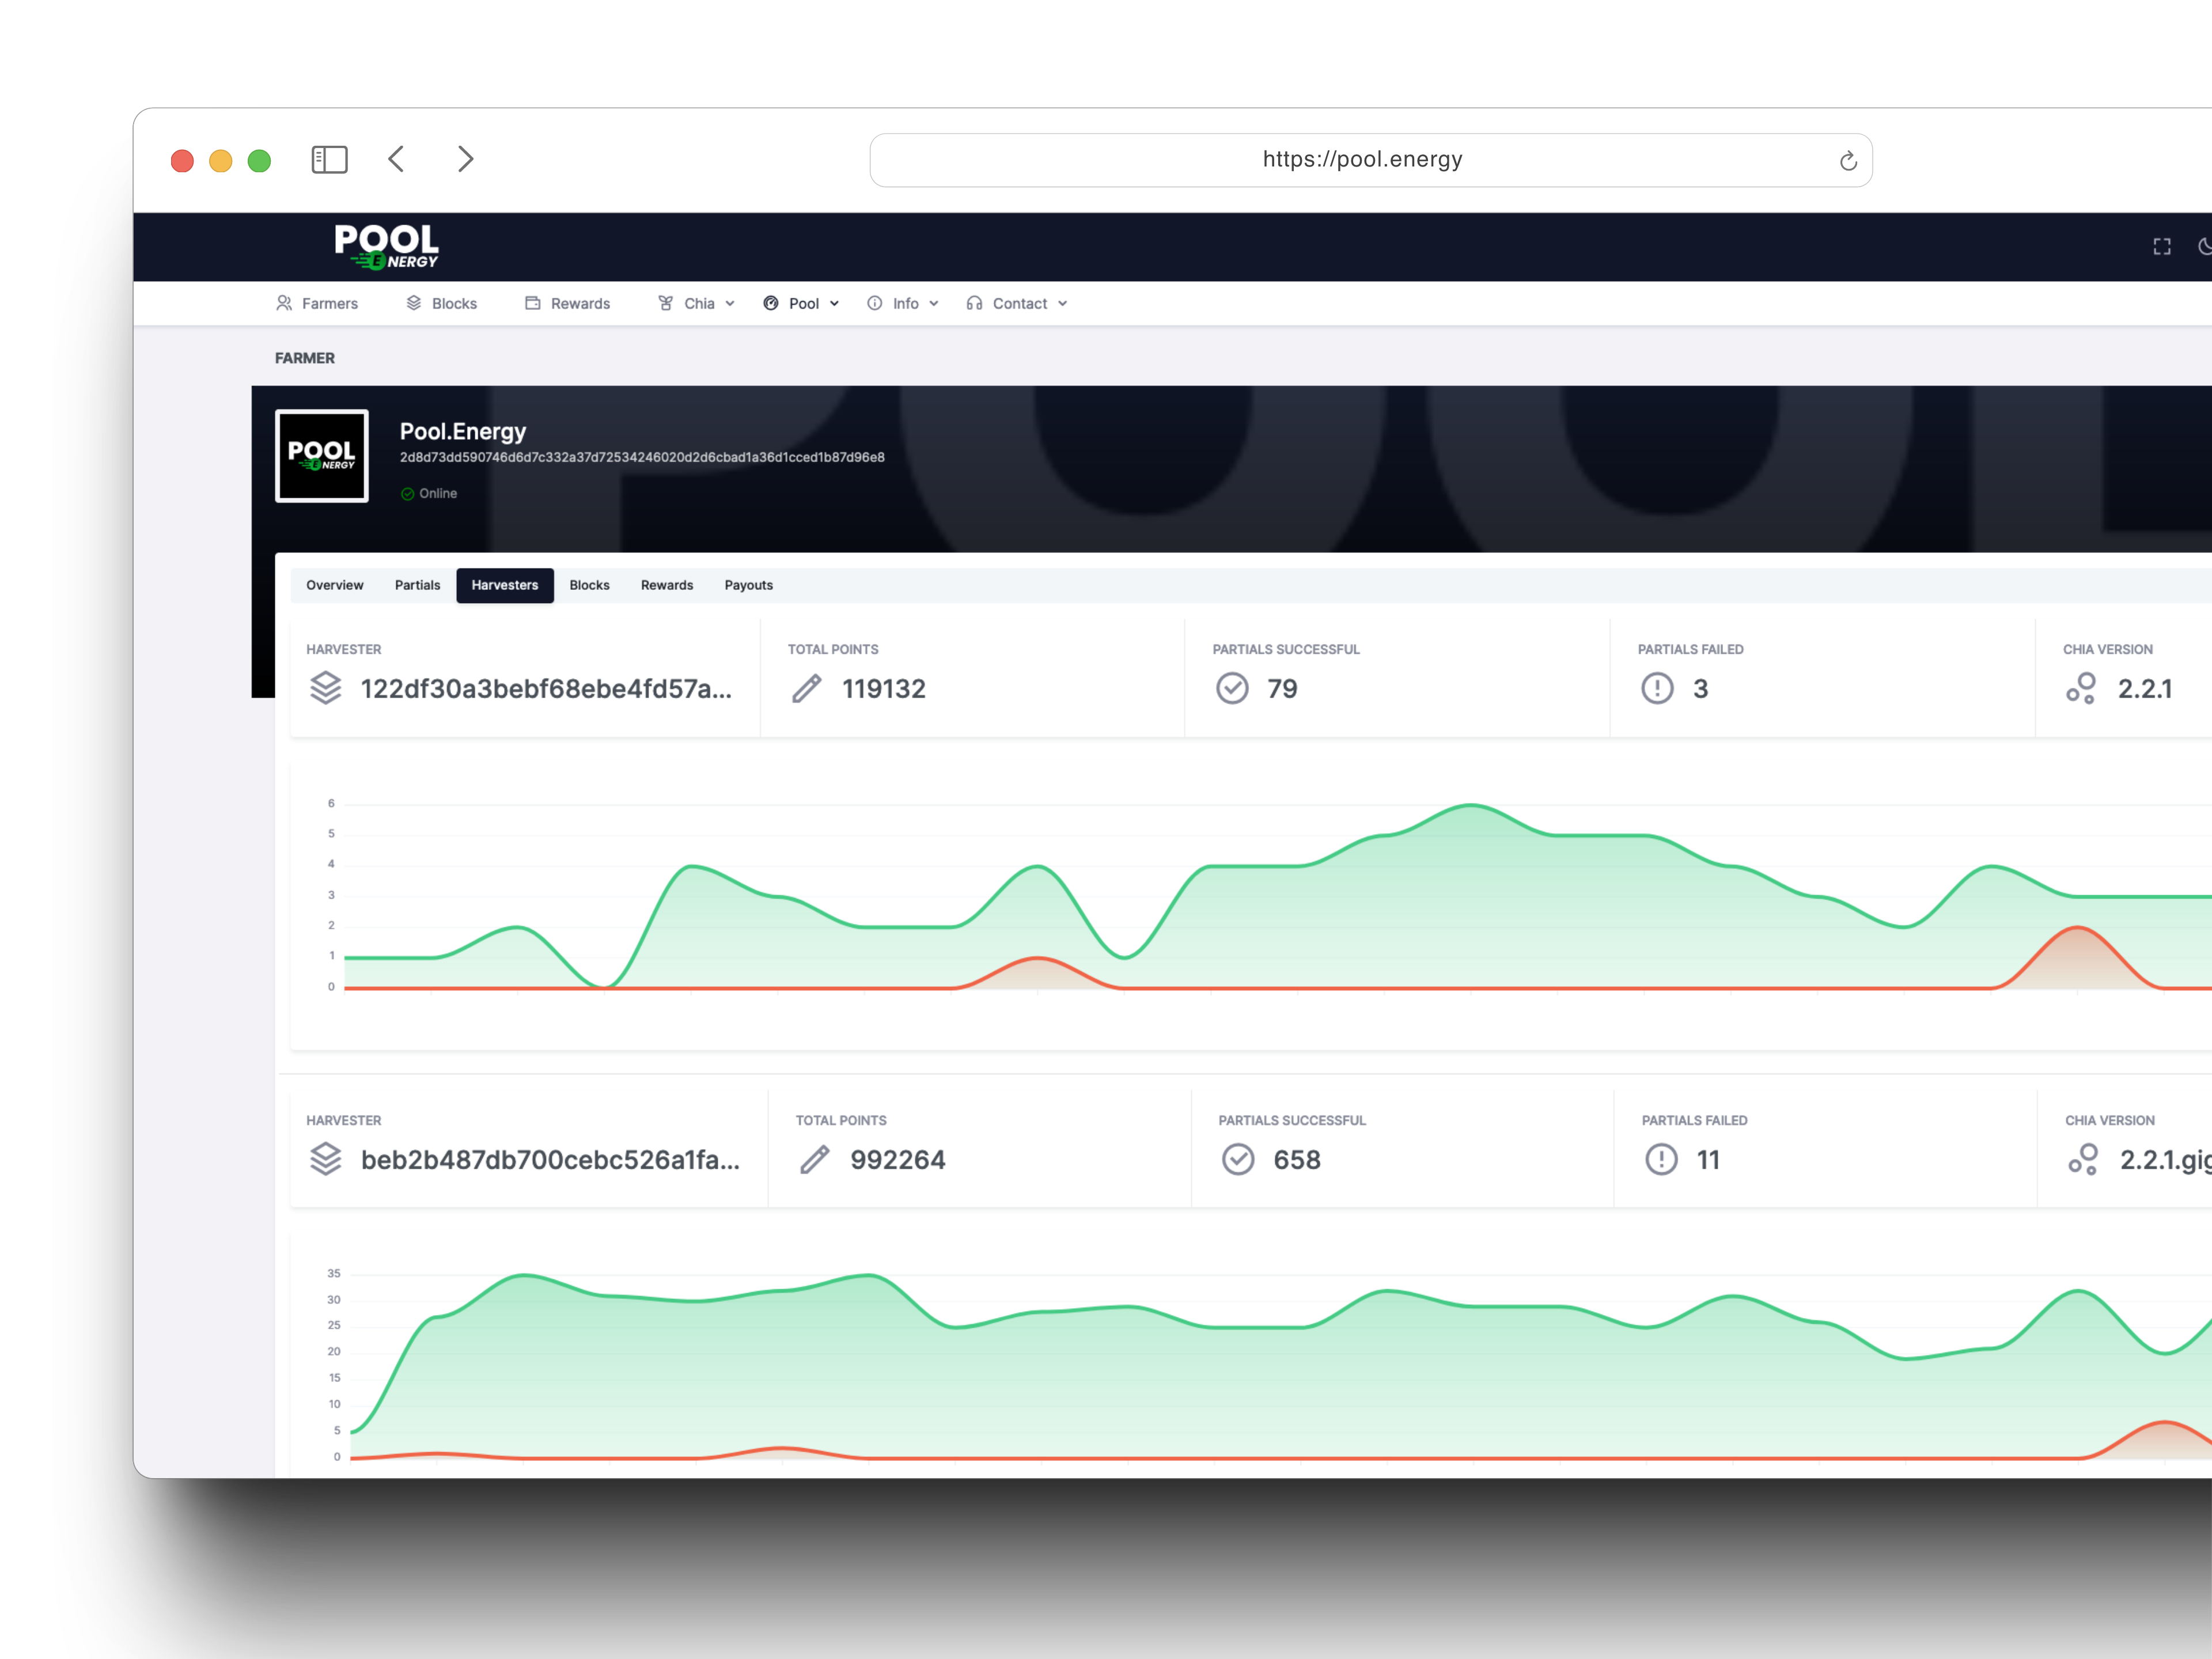 https://pool.energy
POOL
ENERGY
Farmers Blocks Rewards Chia Pool Info Contact
FARMER
POOL
ENERGY
Pool.Energy
2d8d73dd590746d6d7c332a37d72534246020d2d6cbad1a36d1cced1b87d96e8
Online
Overview Partials Harvesters Blocks Rewards Payouts
HARVESTER TOTAL POINTS PARTIALS SUCCESSFUL PARTIALS FAILED CHIA VERSION
122df30a3bebf68ebe4fd57a... 119132 79 3 2.2.1
6
5
4
3
2
1
0
HARVESTER TOTAL POINTS PARTIALS SUCCESSFUL PARTIALS FAILED CHIA VERSION
beb2b487db700cebc526a1fa... 992264 658 11 2.2.1.gig
35
30
25
20
15
10
5
0